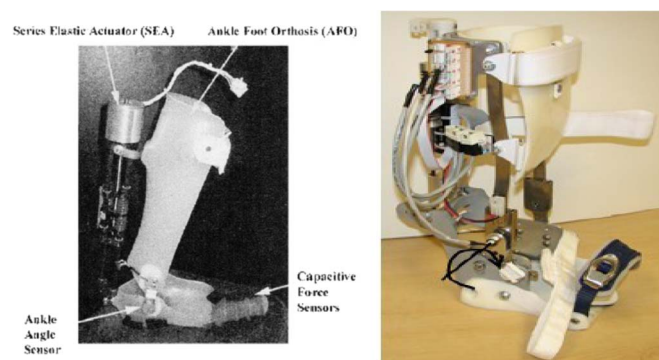 Series Elastic Actuator (SEA)
Ankle Foot Orthosis (AFO)
Capacitive
Force
Sensors
Ankle
Angle
Sensor